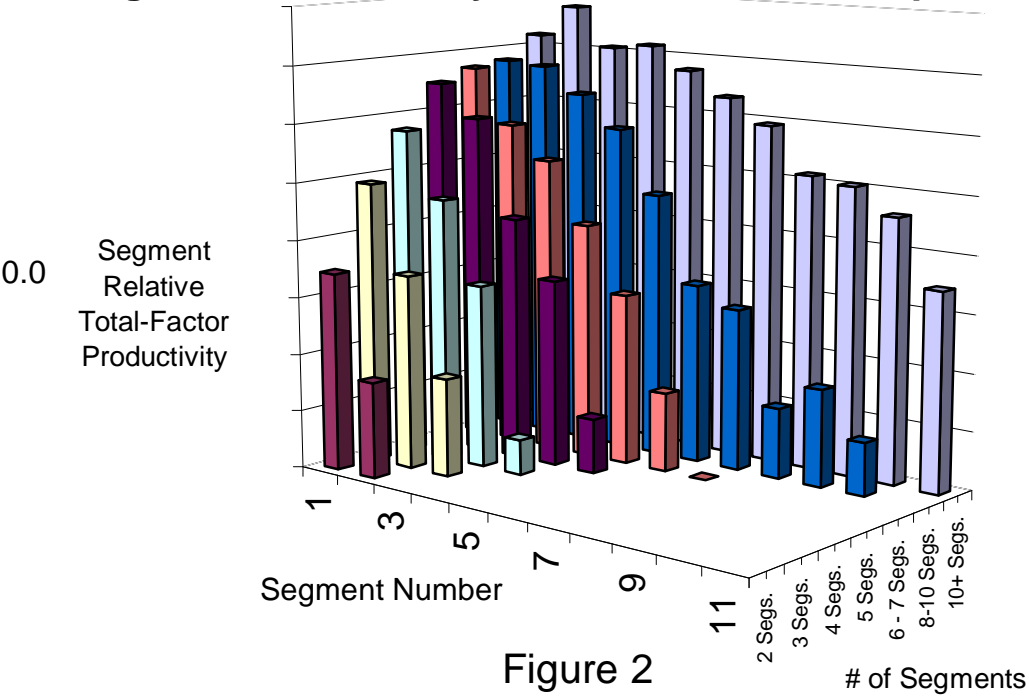 0.0
Segment
Relative
Total-Factor
Productivity
1
3
5
7
9
11
Segment Number
2 Segs.
3 Segs.
4 Segs.
5 Segs.
6 - 7 Segs.
8-10 Segs.
10+ Segs.
# of Segments
Figure 2